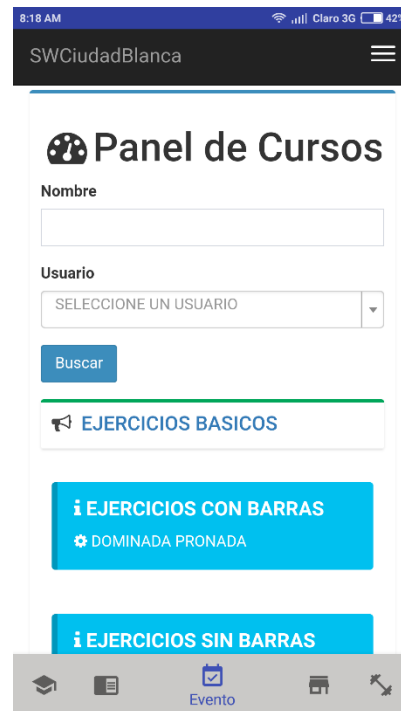 8:18 AM Claro 3G 42%
SWCiudadBlanca
Panel de Cursos
Nombre
Usuario
SELECCIONE UN USUARIO
Buscar
EJERCICIOS BASICOS
EJERCICIOS CON BARRAS
DOMINADA PRONADA
EJERCICIOS SIN BARRAS
Evento